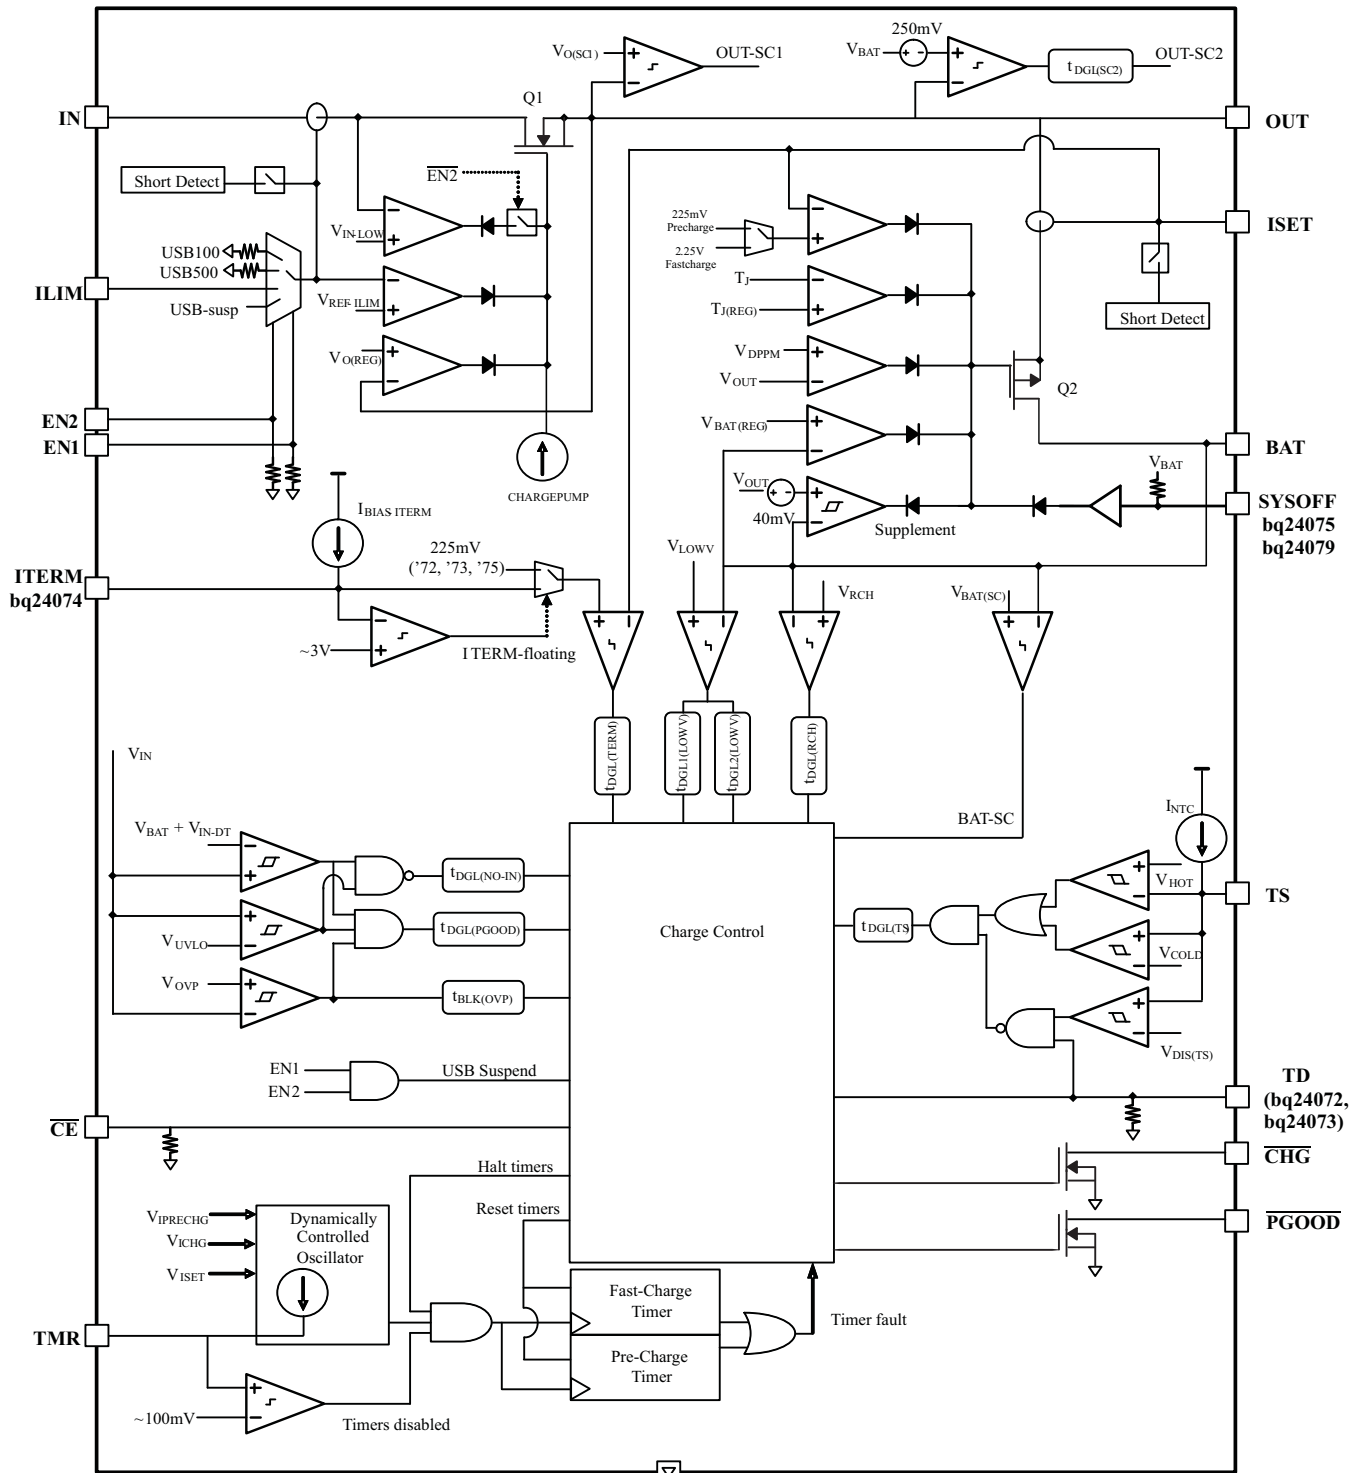 250mV
VO(SC1)
OUT-SC1
VBAT
tDGL(SC2)
OUT-SC2
Q1
IN
OUT
EN2
Short Detect
225mV
Precharge
2.25V
Fastcharge
ISET
VIN-LOW
USB100
USB500
ILIM
USB-susp
VREF-ILIM
TJ
TJ(REG)
Short Detect
VO(REG)
VDPPM
VOUT
Q2
EN2
EN1
VBAT(REG)
BAT
VBAT
CHARGEPUMP
VOUT
40mV
Supplement
SYSOFF
bq24075
bq24079
IBIAS ITERM
225mV
('72, '73, '75)
VLOWV
ITERM
bq24074
VRCH
VBAT(SC)
~3V
ITERM-floating
tDGL(TERM)
tDGL1(LOWV)
tDGL2(LOWV)
tDGL(RCH)
VIN
BAT-SC
INTC
VBAT + VIN-DT
tDGL(NO-IN)
VHOT
TS
VUVLO
tDGL(PGOOD)
Charge Control
tDGL(TS)
VCOLD
VOVP
tBLK(OVP)
VDIS(TS)
EN1
EN2
USB Suspend
TD
(bq24072,
bq24073)
CE
CHG
Halt timers
Reset timers
PGOOD
VIPRECHG
VICHG
VISET
Dynamically
Controlled
Oscillator
Fast-Charge
Timer
Timer fault
TMR
Pre-Charge
Timer
~100mV
Timers disabled